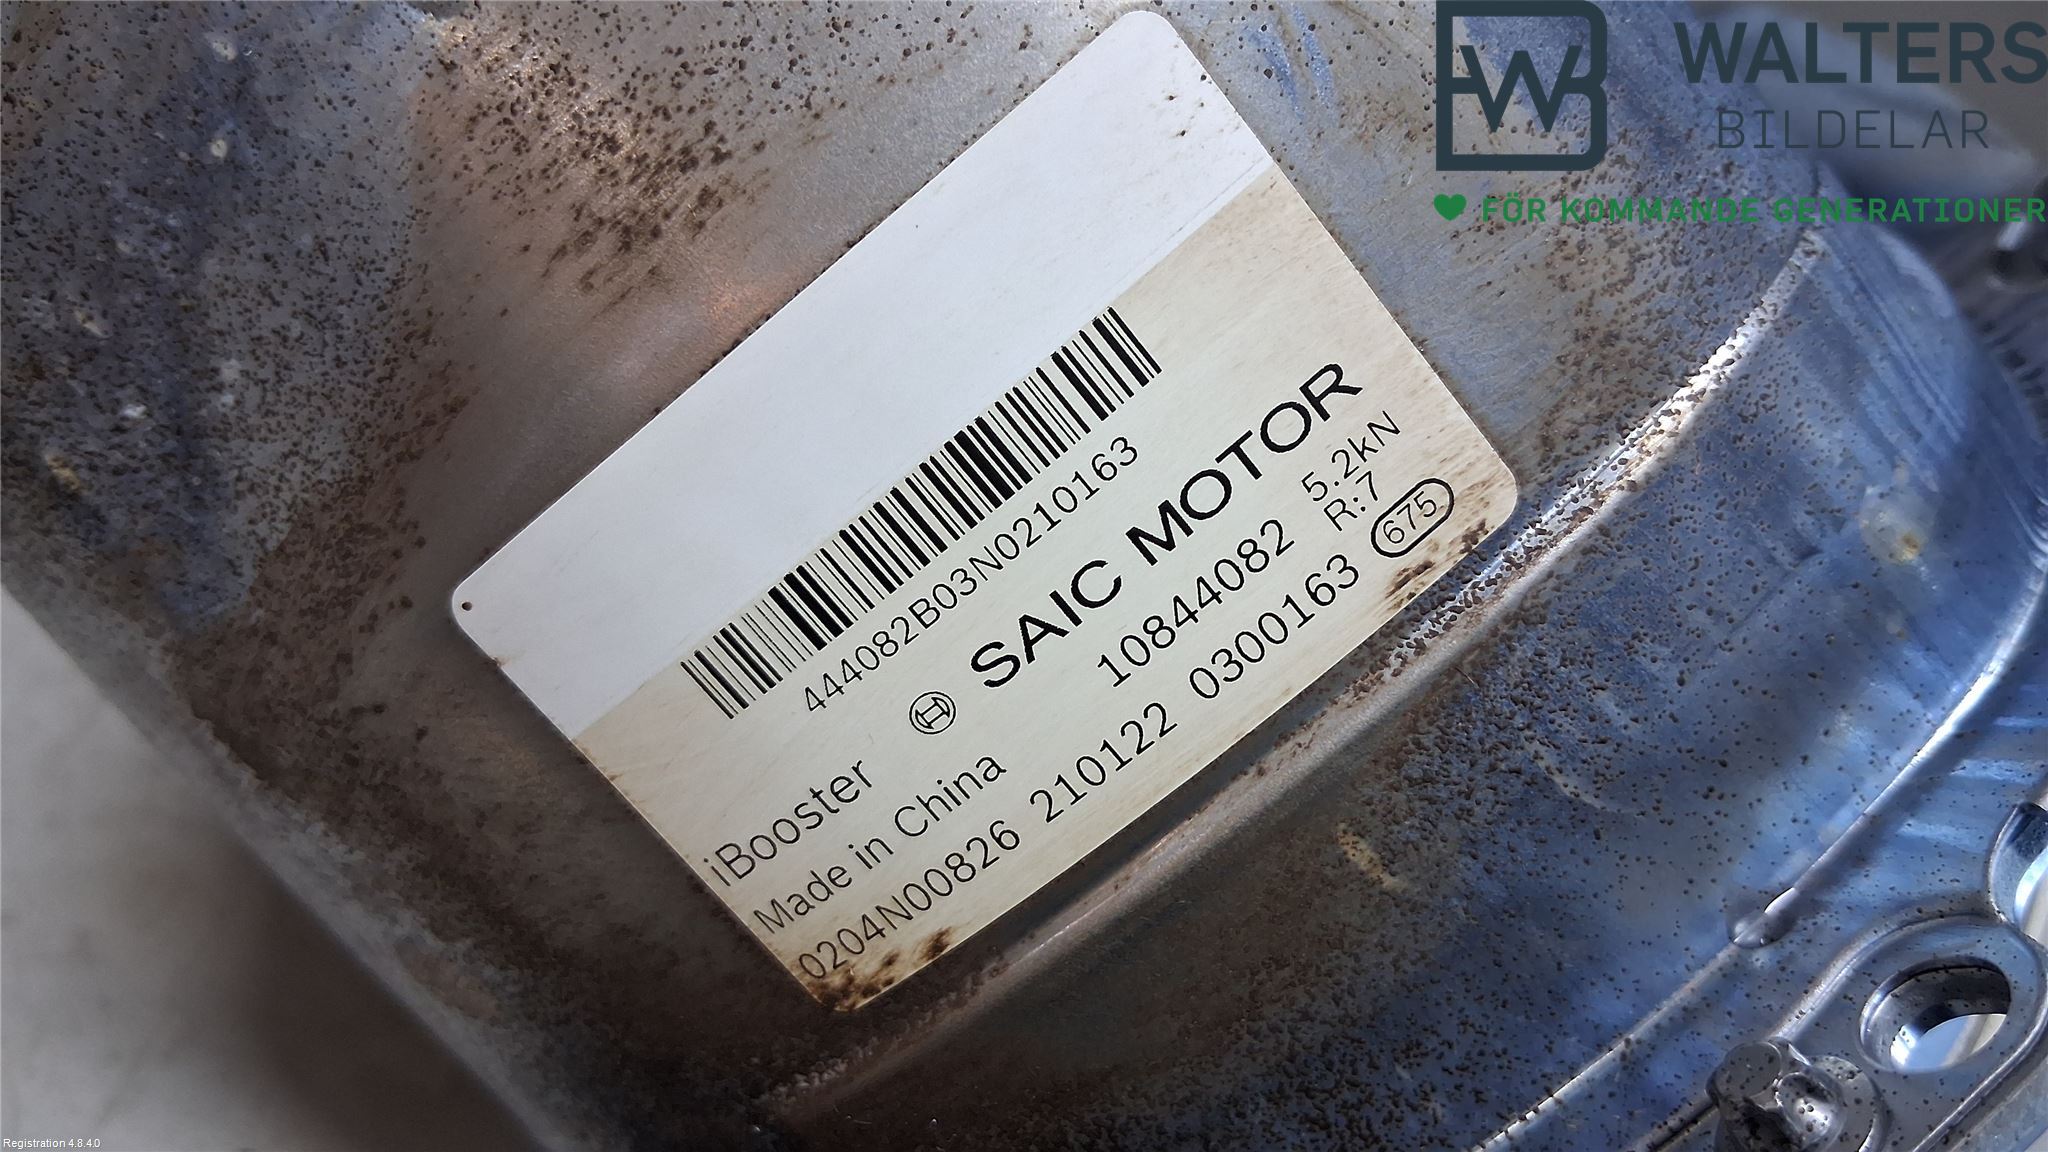 WALTERS
BILDELAR
FÖR KOMMANDE GENERATIONER
444082B03N0210163
SAIC MOTOR
iBooster 10844082 5.2kN
Made in China R:7
0204N00826 210122 0300163 675
Registration 4.8.4.0